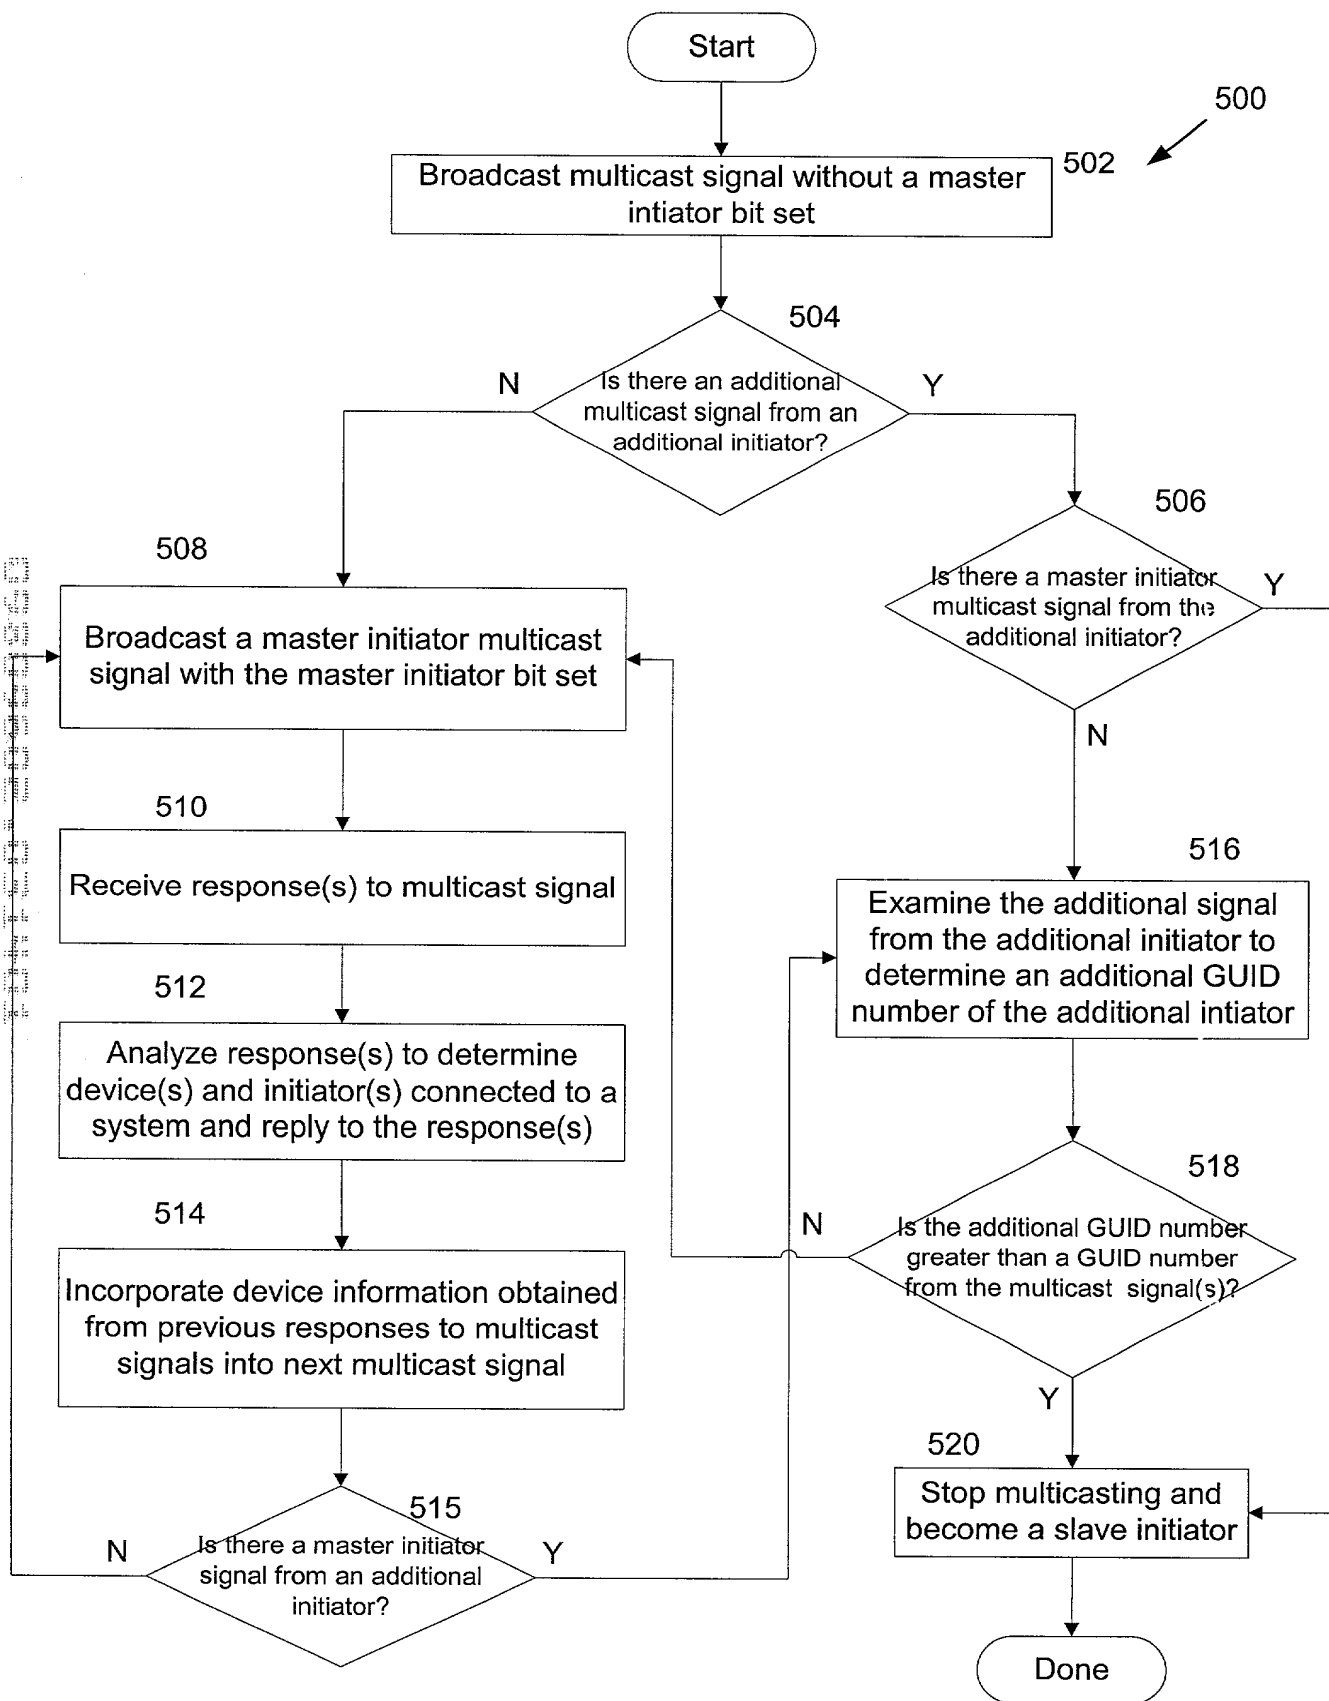 Start
500
502
Broadcast multicast signal without a master
intiator bit set
504
N
Is there an additional
multicast signal from an
additional initiator?
Y
506
508
Is there a master initiator
multicast signal from the
additional initiator?
Y
Broadcast a master initiator multicast
signal with the master initiator bit set
N
510
Receive response(s) to multicast signal
516
Examine the additional signal
from the additional initiator to
determine an additional GUID
number of the additional intiator
512
Analyze response(s) to determine
device(s) and initiator(s) connected to a
system and reply to the response(s)
518
514
N
Is the additional GUID number
greater than a GUID number
from the multicast signal(s)?
Incorporate device information obtained
from previous responses to multicast
signals into next multicast signal
Y
520
Stop multicasting and
become a slave initiator
515
N
Is there a master initiator
signal from an additional
initiator?
Y
Done